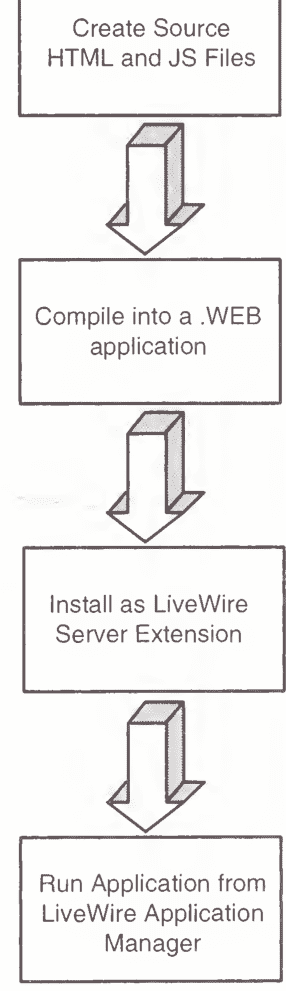 Create Source
HTML and JS Files
Compile into a .WEB
application
Install as LiveWire
Server Extension
Run Application from
LiveWire Application
Manager